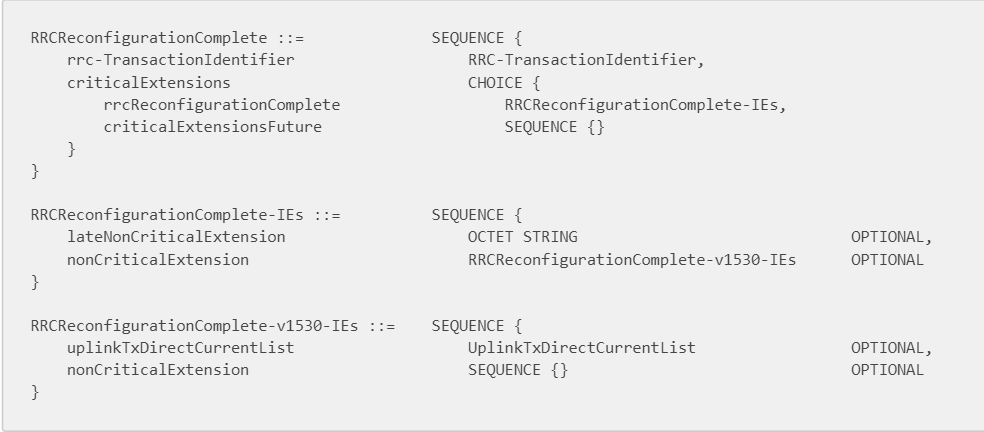 RRCReconfigurationComplete ::= SEQUENCE {
rrc-TransactionIdentifier RRC-TransactionIdentifier,
criticalExtensions CHOICE {
rrcReconfigurationComplete RRCReconfigurationComplete-IEs,
criticalExtensionsFuture SEQUENCE {}
}
}
RRCReconfigurationComplete-IEs ::= SEQUENCE {
lateNonCriticalExtension OCTET STRING OPTIONAL,
nonCriticalExtension RRCReconfigurationComplete-v1530-IEs OPTIONAL
}
RRCReconfigurationComplete-v1530-IEs ::= SEQUENCE {
uplinkTxDirectCurrentList UplinkTxDirectCurrentList OPTIONAL,
nonCriticalExtension SEQUENCE {} OPTIONAL
}